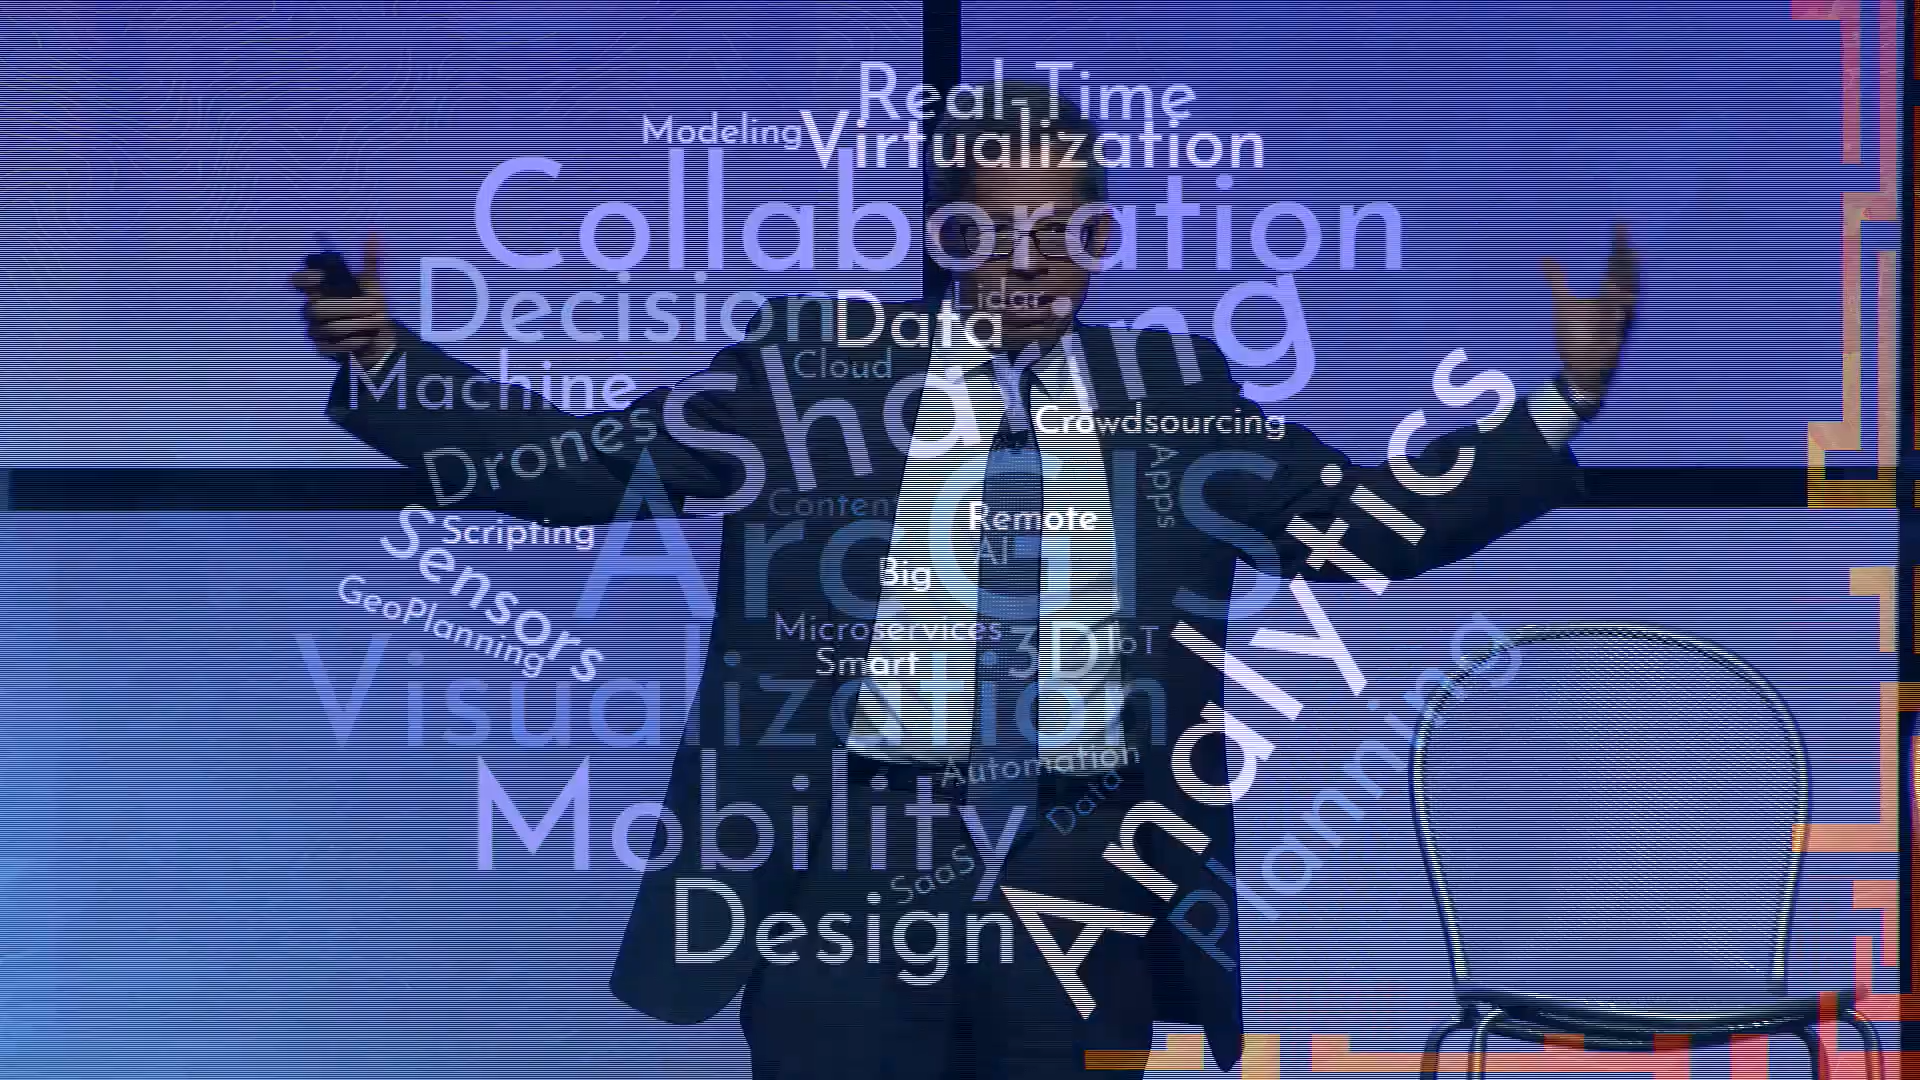 Real-Time
Modeling
Virtualization
Collaboration
Decision
Data
Lidar
Sharing
Cloud
Machine
Drones
Crowdsourcing
Analytics
Apps
ArcGIS
Content
Remote
AI
Scripting
Sensors
Big
GeoPlanning
Microservices
Smart
3D
IoT
Visualization
Planning
Automation
Data
Mobility
SaaS
Design